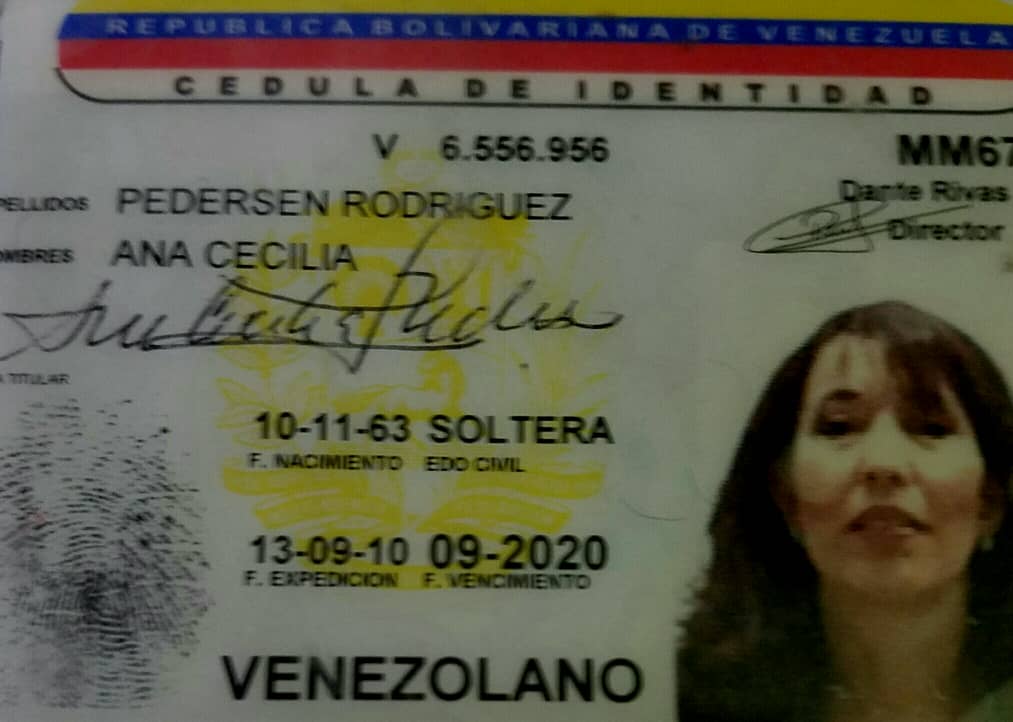 REPUBLICA BOLIVARIANA DE VENEZUELA
CEDULA DE IDENTIDAD
V 6.556.956
MM67
PELLIDOS PEDERSEN RODRIGUEZ
Dante Rivas
Director
OMBRES ANA CECILIA
A TITULAR
10-11-63 SOLTERA
F. NACIMIENTO EDO CIVIL
13-09-10 09-2020
F. EXPEDICION F. VENCIMIENTO
VENEZOLANO